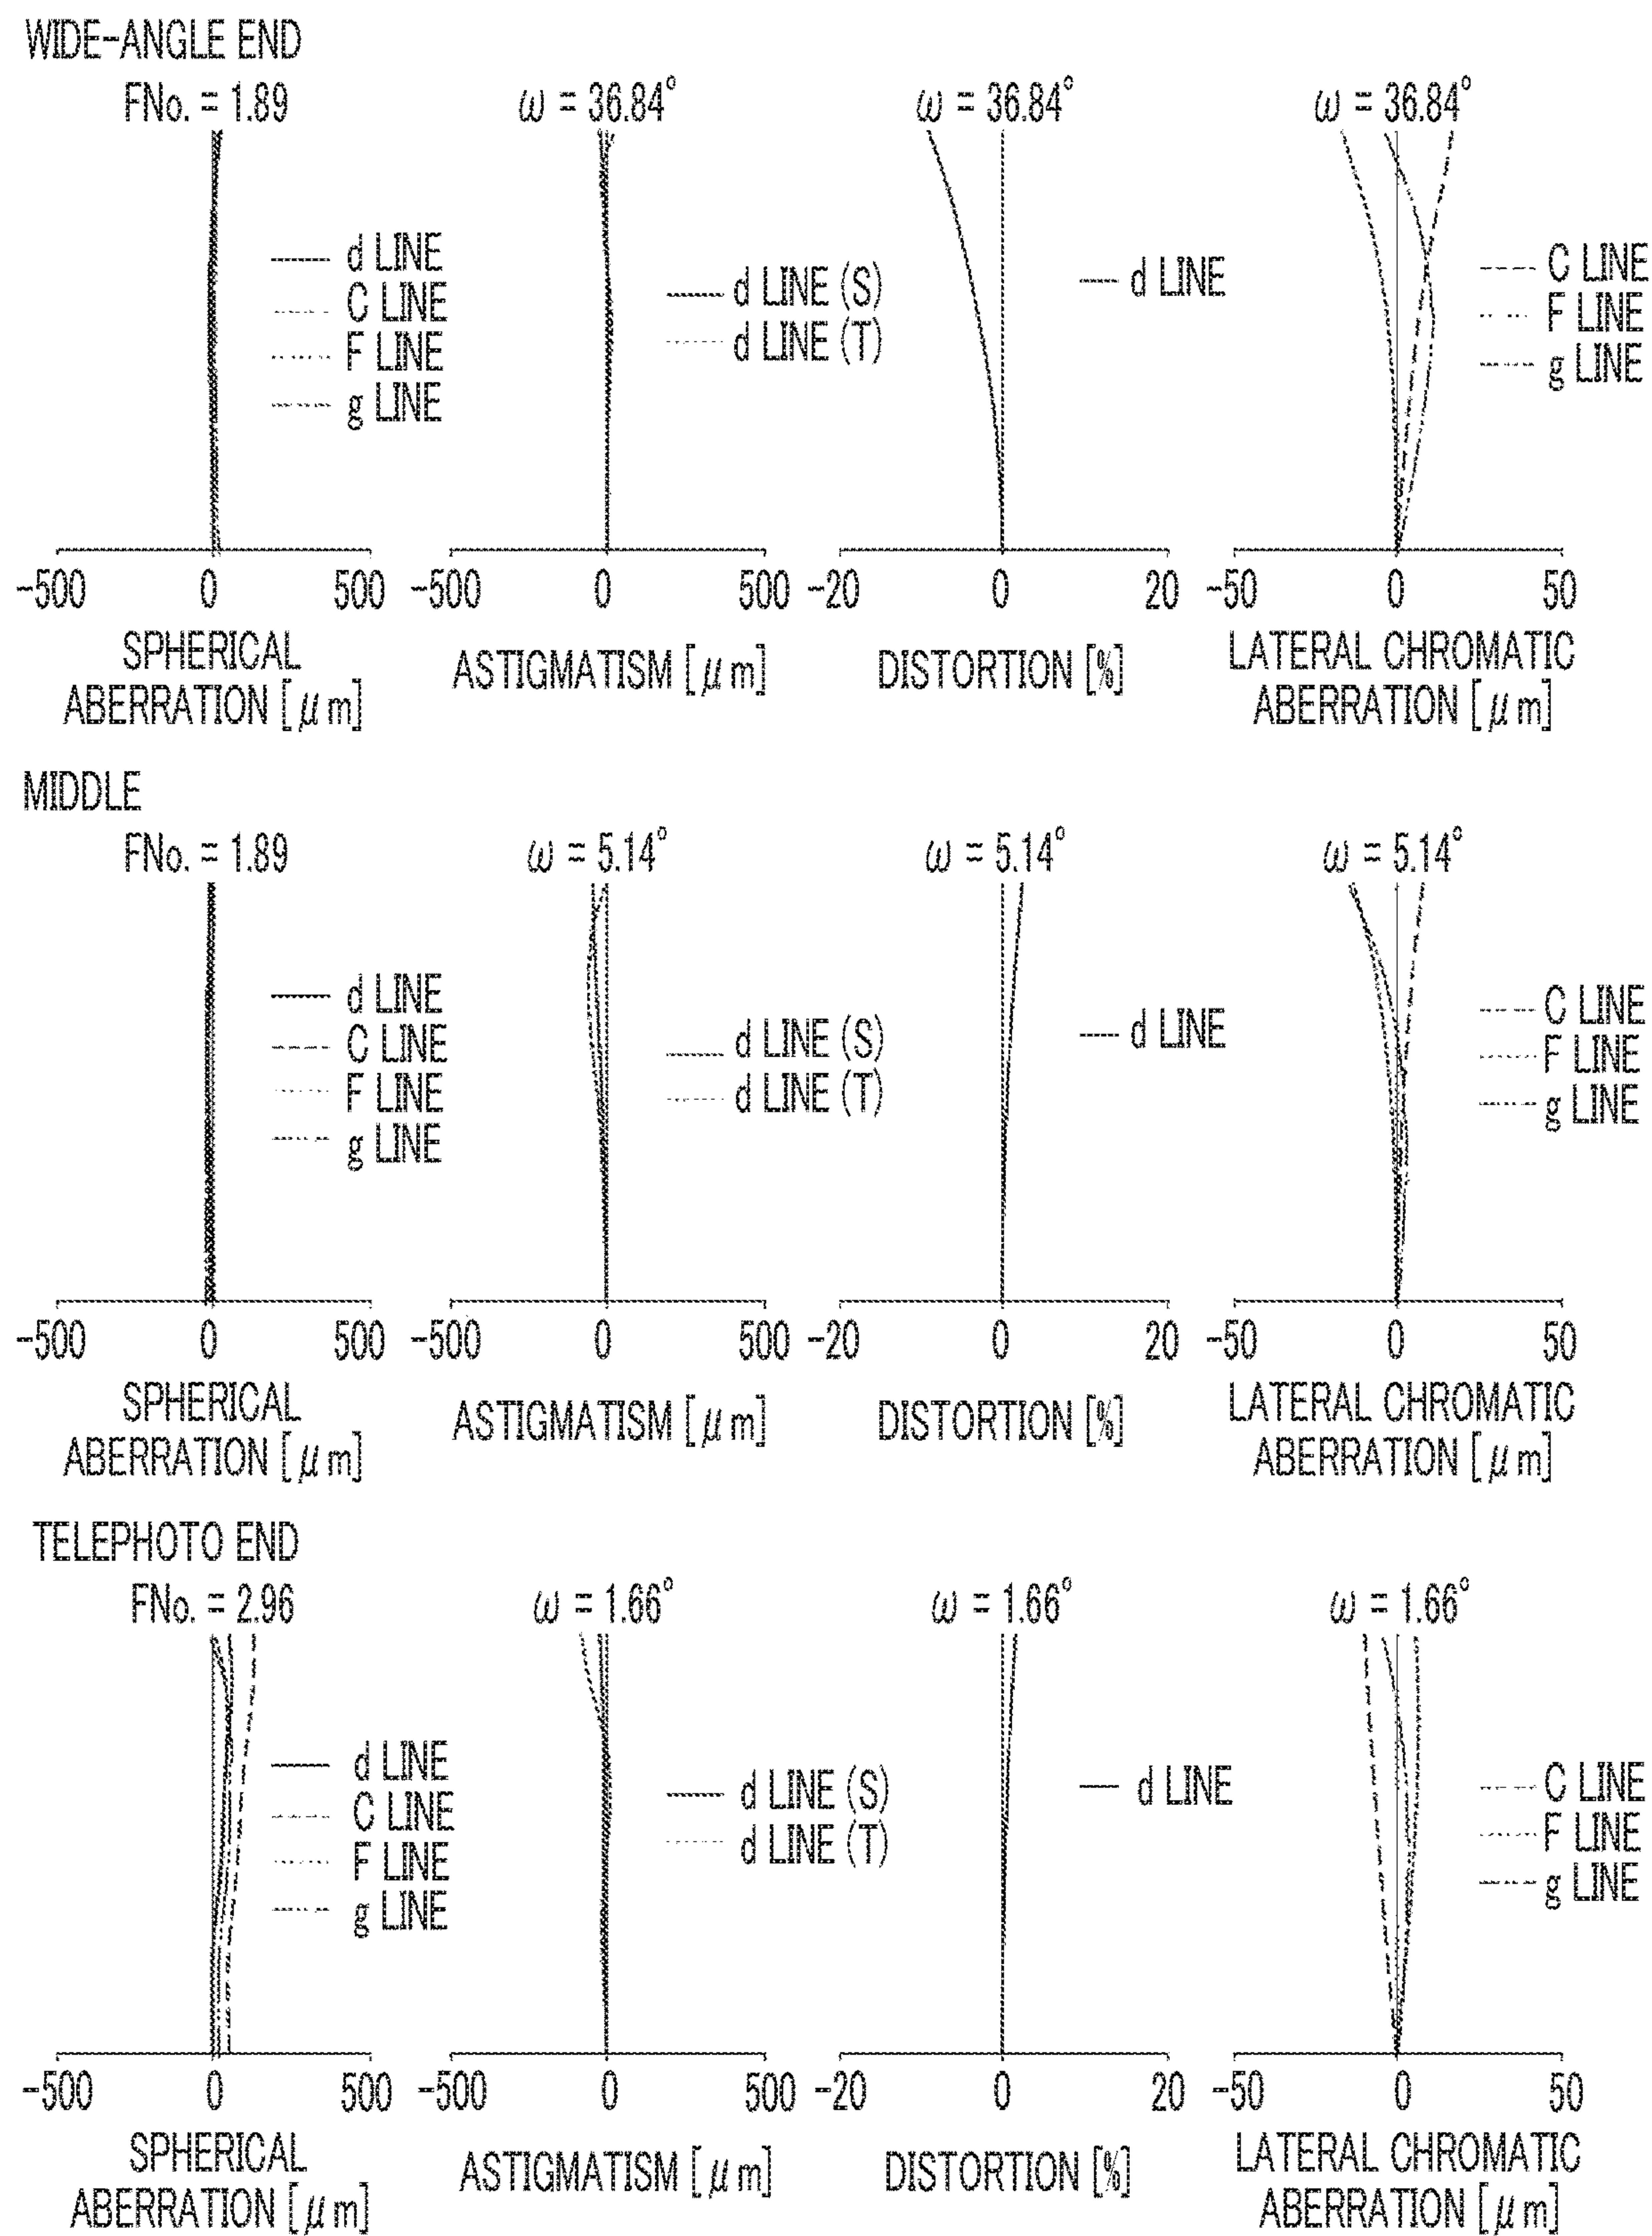 WIDE-ANGLE END
FNo. = 1.89
ω = 36.84°
ω = 36.84°
ω = 36.84°
d LINE
C LINE
F LINE
g LINE
d LINE (S)
d LINE (T)
d LINE
C LINE
F LINE
g LINE
-500 0 500
-500 0 500
-20 0 20
-50 0 50
SPHERICAL
ABERRATION [μm]
ASTIGMATISM [μm]
DISTORTION [%]
LATERAL CHROMATIC
ABERRATION [μm]
MIDDLE
FNo. = 1.89
ω = 5.14°
ω = 5.14°
ω = 5.14°
d LINE
C LINE
F LINE
g LINE
d LINE (S)
d LINE (T)
d LINE
C LINE
F LINE
g LINE
-500 0 500
-500 0 500
-20 0 20
-50 0 50
SPHERICAL
ABERRATION [μm]
ASTIGMATISM [μm]
DISTORTION [%]
LATERAL CHROMATIC
ABERRATION [μm]
TELEPHOTO END
FNo. = 2.96
ω = 1.66°
ω = 1.66°
ω = 1.66°
d LINE
C LINE
F LINE
g LINE
d LINE (S)
d LINE (T)
d LINE
C LINE
F LINE
g LINE
-500 0 500
-500 0 500
-20 0 20
-50 0 50
SPHERICAL
ABERRATION [μm]
ASTIGMATISM [μm]
DISTORTION [%]
LATERAL CHROMATIC
ABERRATION [μm]